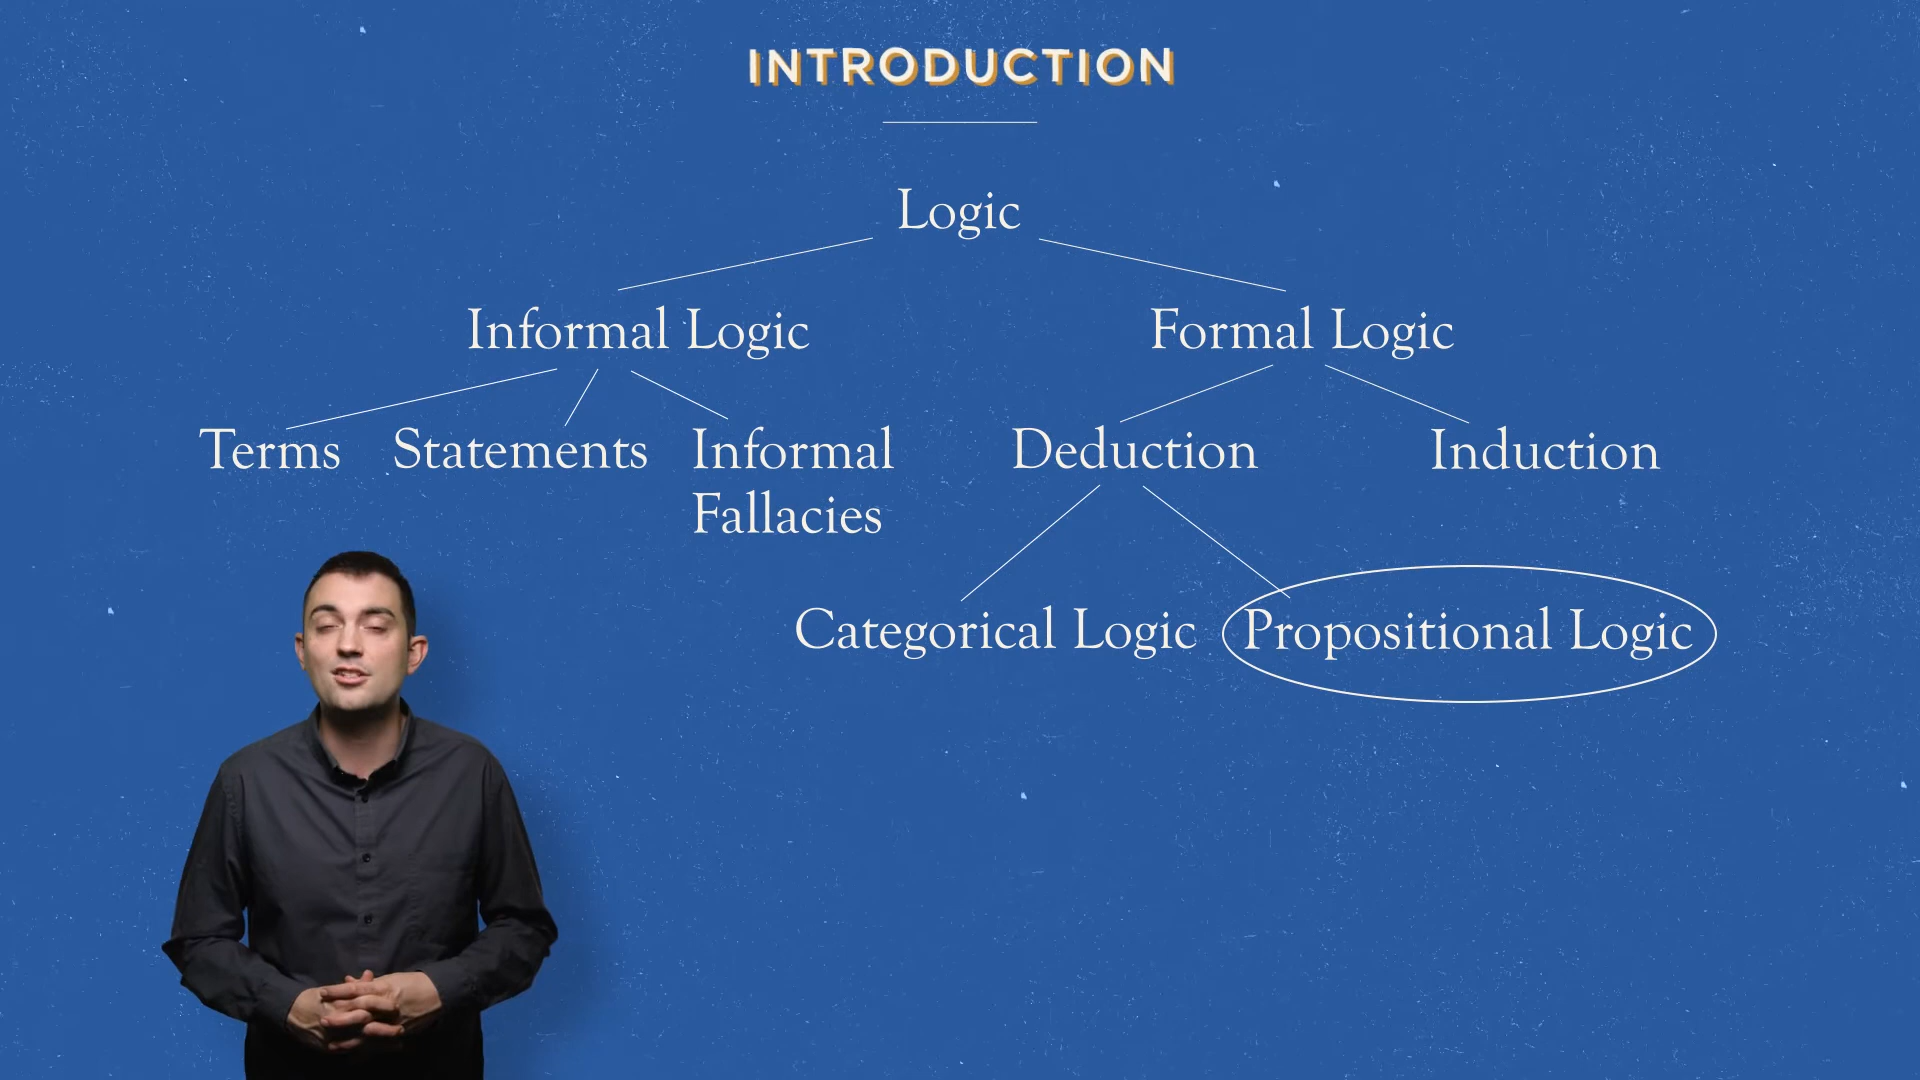 INTRODUCTION
Logic
Informal Logic
Formal Logic
Terms
Statements
Informal
Fallacies
Deduction
Induction
Categorical Logic
Propositional Logic